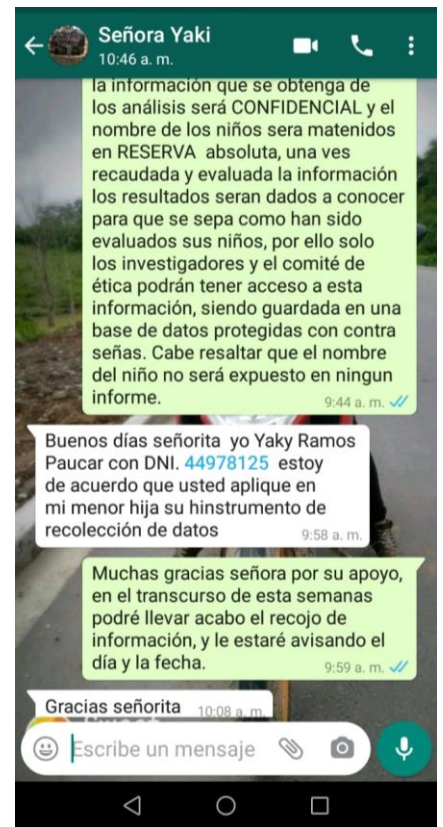 Señora Yaki
10:46 a. m.
la información que se obtenga de
los análisis será CONFIDENCIAL y el
nombre de los niños sera matenidos
en RESERVA absoluta, una ves
recaudada y evaluada la información
los resultados seran dados a conocer
para que se sepa como han sido
evaluados sus niños, por ello solo
los investigadores y el comité de
ética podrán tener acceso a esta
información, siendo guardada en una
base de datos protegidas con contra
señas. Cabe resaltar que el nombre
del niño no será expuesto en ningun
informe.
9:44 a. m.
Buenos días señorita yo Yaky Ramos
Paucar con DNI. 44978125 estoy
de acuerdo que usted aplique en
mi menor hija su hinstrumento de
recolección de datos
9:58 a. m.
Muchas gracias señora por su apoyo,
en el transcurso de esta semanas
podré llevar acabo el recojo de
información, y le estaré avisando el
día y la fecha.
9:59 a. m.
Gracias señorita
10:08 a. m.
Escribe un mensaje